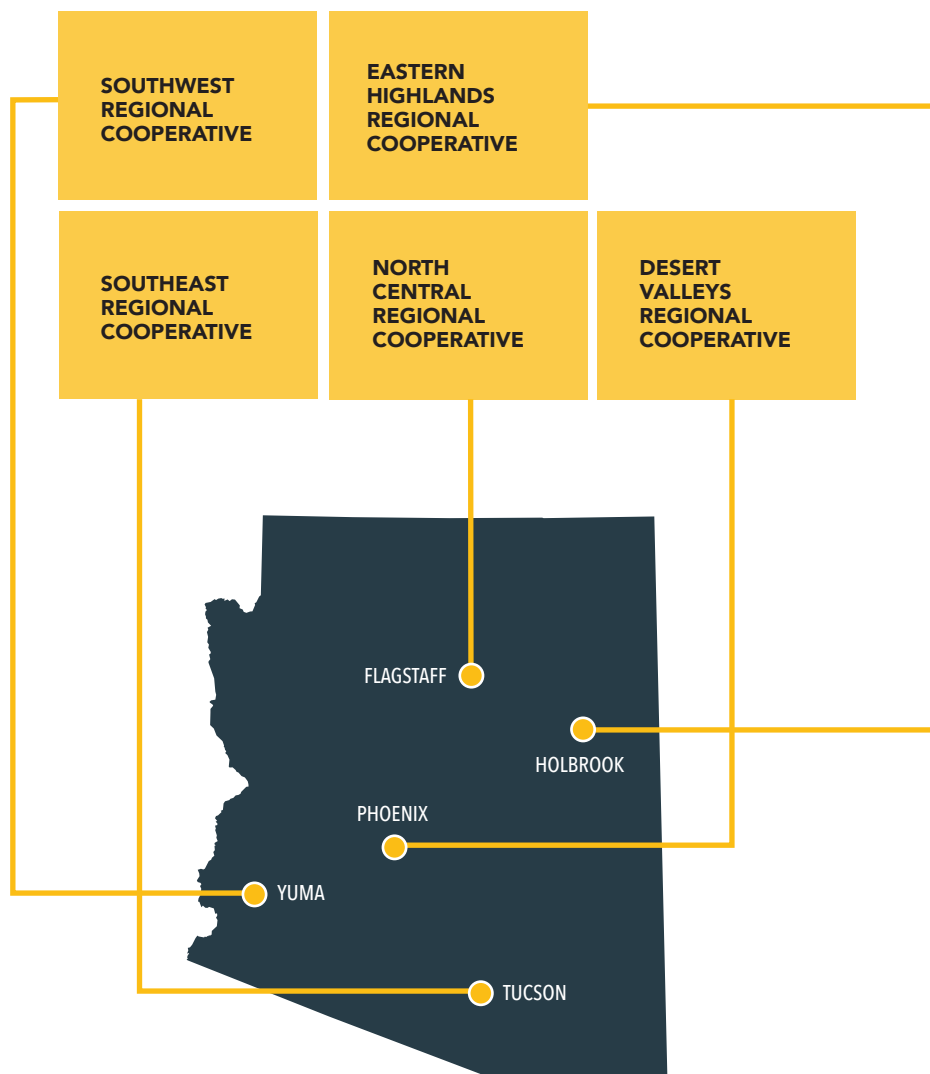 SOUTHWEST
REGIONAL
COOPERATIVE
EASTERN
HIGHLANDS
REGIONAL
COOPERATIVE
SOUTHEAST
REGIONAL
COOPERATIVE
NORTH
CENTRAL
REGIONAL
COOPERATIVE
DESERT
VALLEYS
REGIONAL
COOPERATIVE
FLAGSTAFF
HOLBROOK
PHOENIX
YUMA
TUCSON